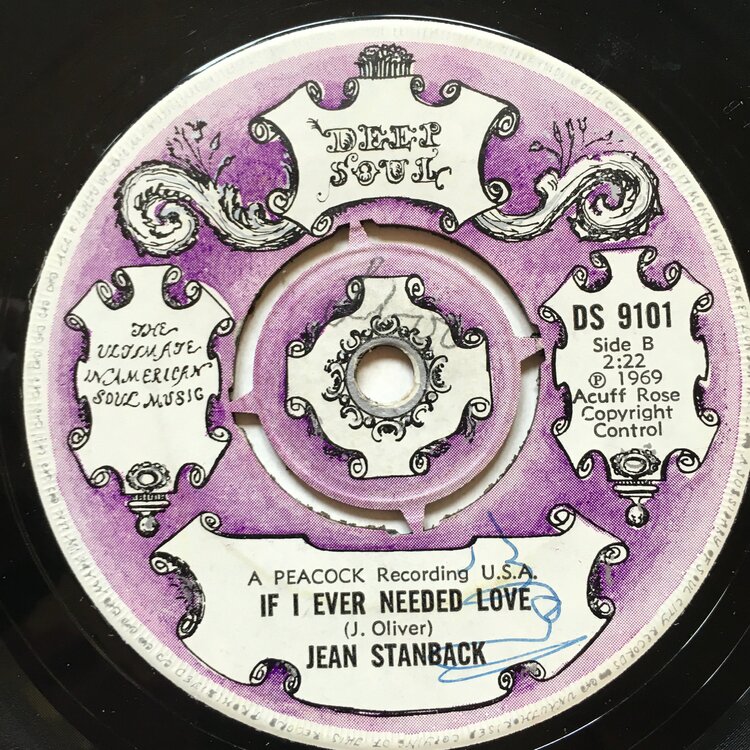 DEEP
SOUL
THE
ULTIMATE
IN AMERICAN
SOUL MUSIC
DS 9101
Side B
2:22
℗ 1969
Acuff Rose
Copyright
Control
A PEACOCK Recording U.S.A.
IF I EVER NEEDED LOVE
(J. Oliver)
JEAN STANBACK